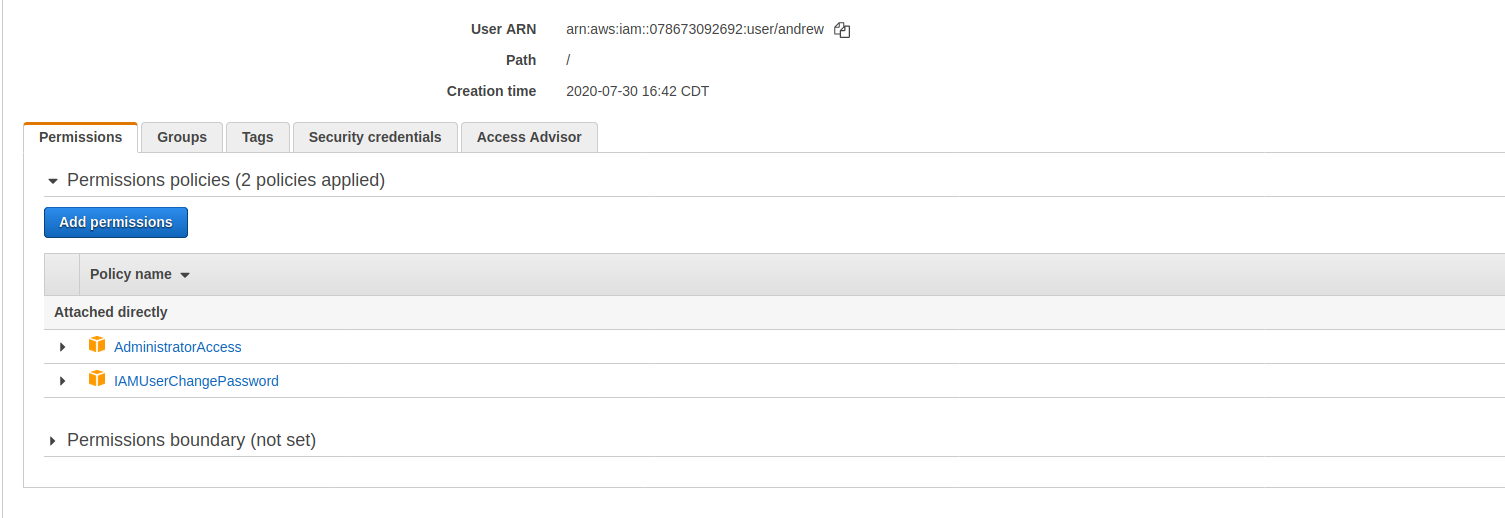 User ARN arn:aws:iam::078673092692:user/andrew
Path /
Creation time 2020-07-30 16:42 CDT
Permissions Groups Tags Security credentials Access Advisor
Permissions policies (2 policies applied)
Add permissions
Policy name
Attached directly
AdministratorAccess
IAMUserChangePassword
Permissions boundary (not set)